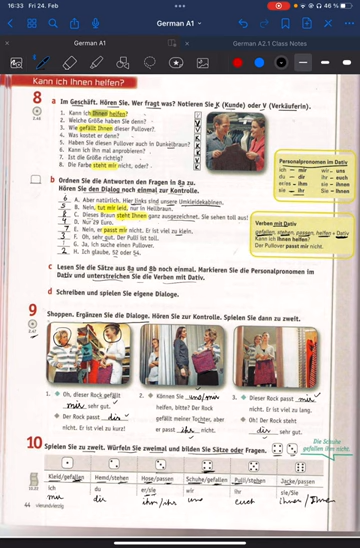 16:33 Fri 24. Feb
46 %
German A1
German A1
German A2.1 Class Notes
Kann ich Ihnen helfen?
8 a Im Geschäft. Hören Sie. Wer fragt was? Notieren Sie K (Kunde) oder V (Verkäuferin).
1. Kann ich Ihnen helfen?
2. Welche Größe haben Sie denn?
3. Wie gefällt Ihnen dieser Pullover?
4. Was kostet er denn?
5. Haben Sie diesen Pullover auch in Dunkelbraun?
6. Kann ich ihn mal anprobieren?
7. Ist die Größe richtig?
8. Die Farbe steht mir nicht, oder?
Personalpronomen im Dativ
ich – mir wir – uns
du – dir ihr – euch
er/es – ihm sie – ihnen
sie – ihr Sie – Ihnen
b Ordnen Sie die Antworten den Fragen in 8a zu.
Hören Sie den Dialog noch einmal zur Kontrolle.
6 A. Aber natürlich. Hier links sind unsere Umkleidekabinen.
5 B. Nein, tut mir leid, nur in Hellbraun.
8 C. Dieses Braun steht Ihnen ganz ausgezeichnet. Sie sehen toll aus!
4 D. Nur 29 Euro.
7 E. Nein, er passt mir nicht. Er ist viel zu klein.
3 F. Oh, sehr gut. Der Pulli ist toll.
1 G. Ja, ich suche einen Pullover.
2 H. Ich glaube, 52 oder 54.
Verben mit Dativ
gefallen, stehen, passen, helfen + Dativ
Kann ich Ihnen helfen?
Der Pullover passt mir nicht.
c Lesen Sie die Sätze aus 8a und 8b noch einmal. Markieren Sie die Personalpronomen im
Dativ und unterstreichen Sie die Verben mit Dativ.
d Schreiben und spielen Sie eigene Dialoge.
9 Shoppen. Ergänzen Sie die Dialoge. Hören Sie zur Kontrolle. Spielen Sie dann zu zweit.
1. Oh, dieser Rock gefällt
mir sehr gut.
Der Rock passt dir
nicht. Er ist viel zu kurz!
2. Können Sie uns/mir
helfen, bitte? Der Rock
gefällt meiner Tochter, aber
er passt ihr nicht.
3. Dieser Rock passt mir
nicht. Er ist viel zu lang.
Oh! Der Rock steht
dir sehr gut.
10 Spielen Sie zu zweit. Würfeln Sie zweimal und bilden Sie Sätze oder Fragen.
Die Schuhe
gefallen ihm nicht.
Kleid/gefallen Hemd/stehen Hose/passen Schuhe/gefallen Pulli/stehen Jacke/passen
ich du er/sie wir ihr sie/Sie
mir dir ihm/ihr uns euch ihnen/Ihnen
44 vierundvierzig